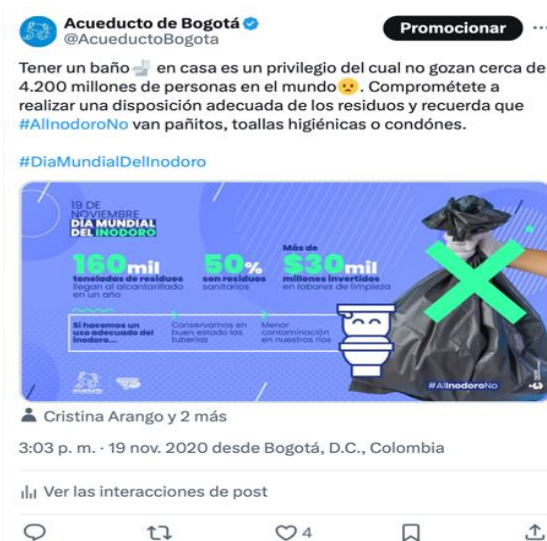 Acueducto de Bogotá
@AcueductoBogota
Promocionar
Tener un baño🚽 en casa es un privilegio del cual no gozan cerca de
4.200 millones de personas en el mundo😟. Comprométete a
realizar una disposición adecuada de los residuos y recuerda que
#AlInodoroNo van pañitos, toallas higiénicas o condónes.
#DiaMundialDelInodoro
19 DE
NOVIEMBRE
DÍA MUNDIAL
DEL INODORO
160mil
toneladas de residuos
llegan al alcantarillado
en un año
50%
son residuos
sanitarios
Más de
$30mil
millones invertidos
en labores de limpieza
Si hacemos un
uso adecuado del
inodoro...
Conservamos en
buen estado las
tuberías
Menor
contaminación
en nuestros ríos
#AlInodoroNo
Cristina Arango y 2 más
3:03 p. m. · 19 nov. 2020 desde Bogotá, D.C., Colombia
Ver las interacciones de post
4